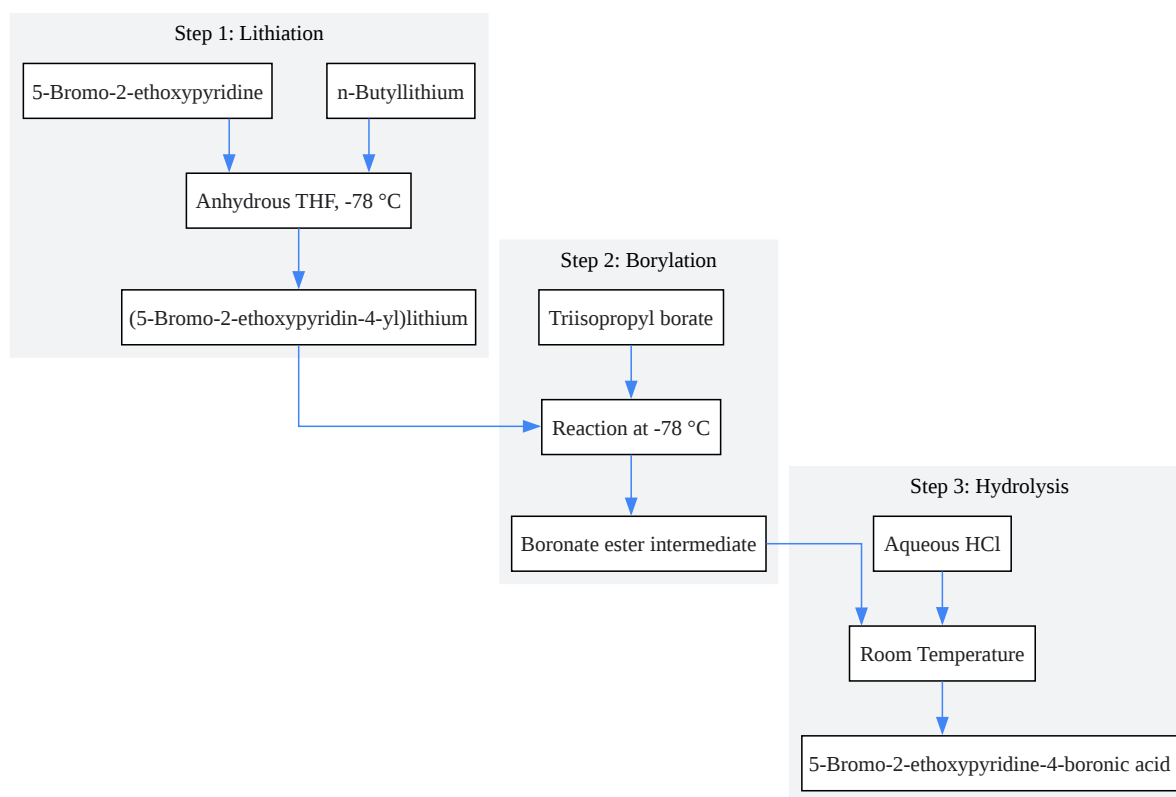 Step 1: Lithiation
5-Bromo-2-ethoxypyridine
n-Butyllithium
Anhydrous THF, -78 °C
(5-Bromo-2-ethoxypyridin-4-yl)lithium
Step 2: Borylation
Triisopropyl borate
Reaction at -78 °C
Boronate ester intermediate
Step 3: Hydrolysis
Aqueous HCl
Room Temperature
5-Bromo-2-ethoxypyridine-4-boronic acid